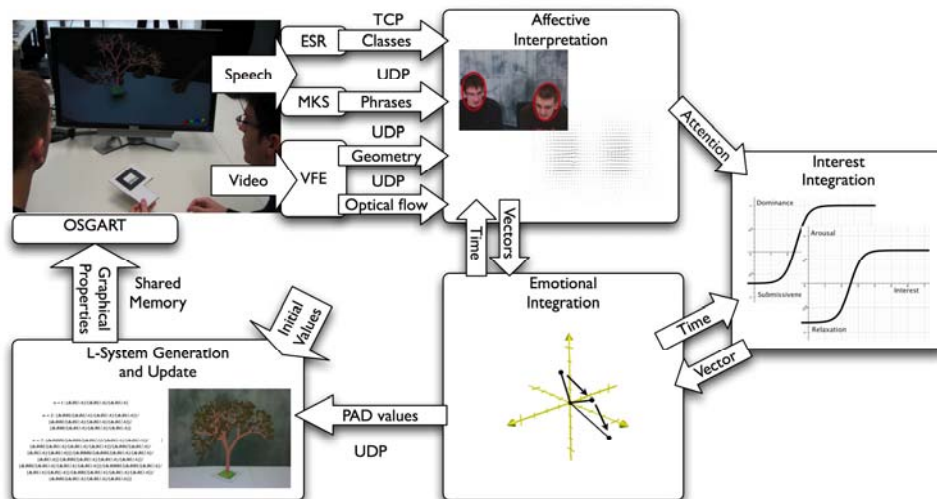 TCP
ESR
Classes
Affective
Interpretation
Speech
UDP
MKS
Phrases
UDP
Attention
Geometry
Video
VFE
UDP
Optical flow
Interest
Integration
Dominance
Arousal
Submissivene
Interest
Relaxation
OSGART
Time
Vectors
Graphical
Properties
Shared
Memory
Initial
Values
Emotional
Integration
Time
Vector
L-System Generation
and Update
PAD values
UDP